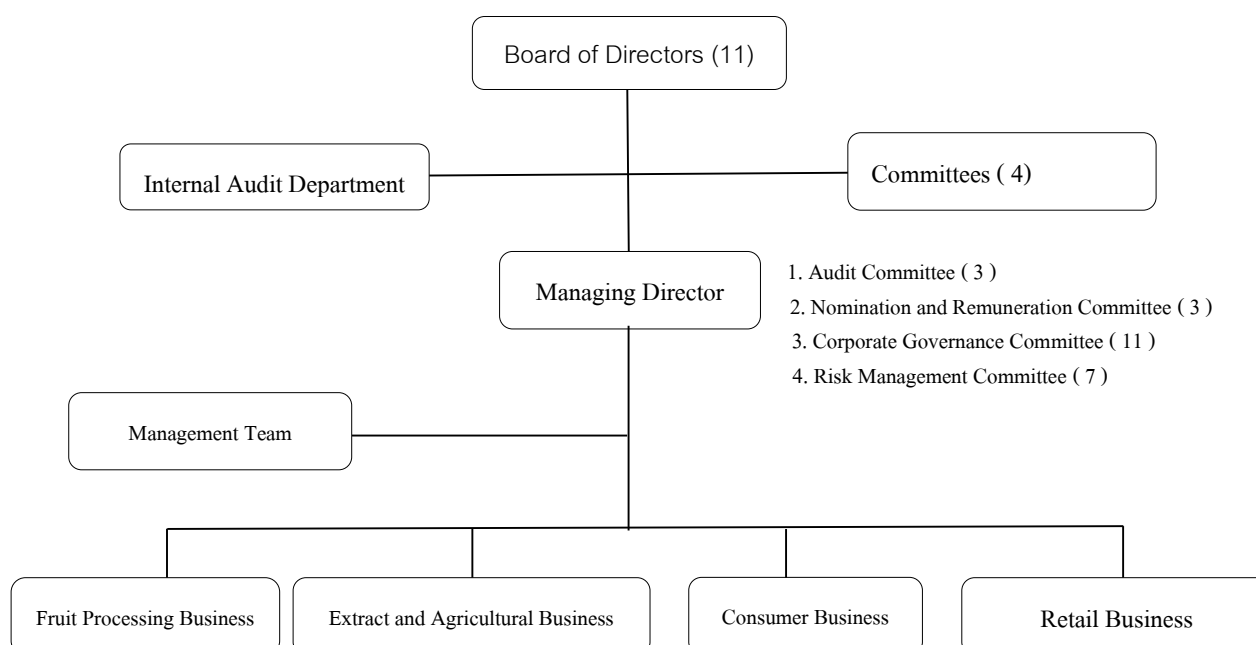 Board of Directors (11)
Internal Audit Department
Committees ( 4)
Managing Director
1. Audit Committee ( 3 )
2. Nomination and Remuneration Committee ( 3 )
3. Corporate Governance Committee ( 11 )
4. Risk Management Committee ( 7 )
Management Team
Fruit Processing Business
Extract and Agricultural Business
Consumer Business
Retail Business